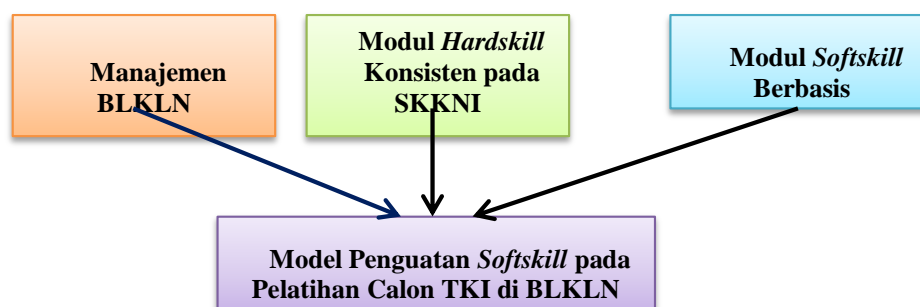 Manajemen
BLKLN
Modul Hardskill
Konsisten pada
SKKNI
Modul Softskill
Berbasis
Model Penguatan Softskill pada
Pelatihan Calon TKI di BLKLN